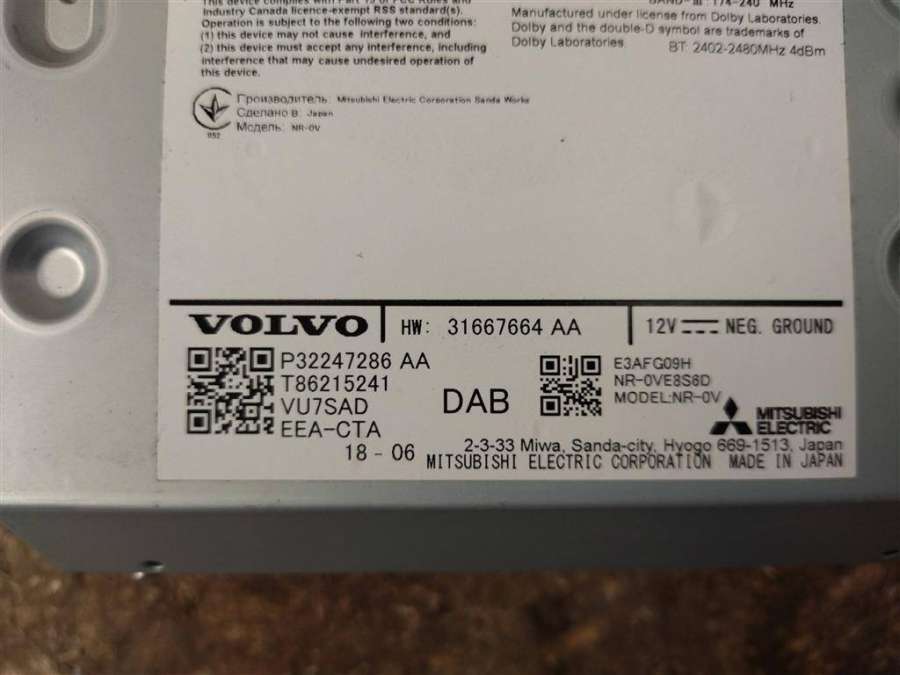 This device complies with Part 15 of FCC Rules and
Industry Canada licence-exempt RSS standard(s).
Operation is subject to the following two conditions:
(1) this may not cause interference, and
(2) this device must accept any interference, including
interference that may cause undesired operation of
this device.
BAND-III: 174-240 MHz
Manufactured under license from Dolby Laboratories.
Dolby and the double-D symbol are trademarks of
Dolby Laboratories.
BT: 2402-2480MHz 4dBm
Производитель: Mitsubishi Electric Corporation Sanda Works
Сделано в: Japan
Модель: NR-0V
052
VOLVO
HW: 31667664 AA
12V NEG. GROUND
P32247286 AA
T86215241
VU7SAD
EEA-CTA
18-06
DAB
E3AFG09H
NR-0VE8S6D
MODEL:NR-0V
MITSUBISHI
ELECTRIC
2-3-33 Miwa, Sanda-city, Hyogo 669-1513, Japan
MITSUBISHI ELECTRIC CORPORATION MADE IN JAPAN